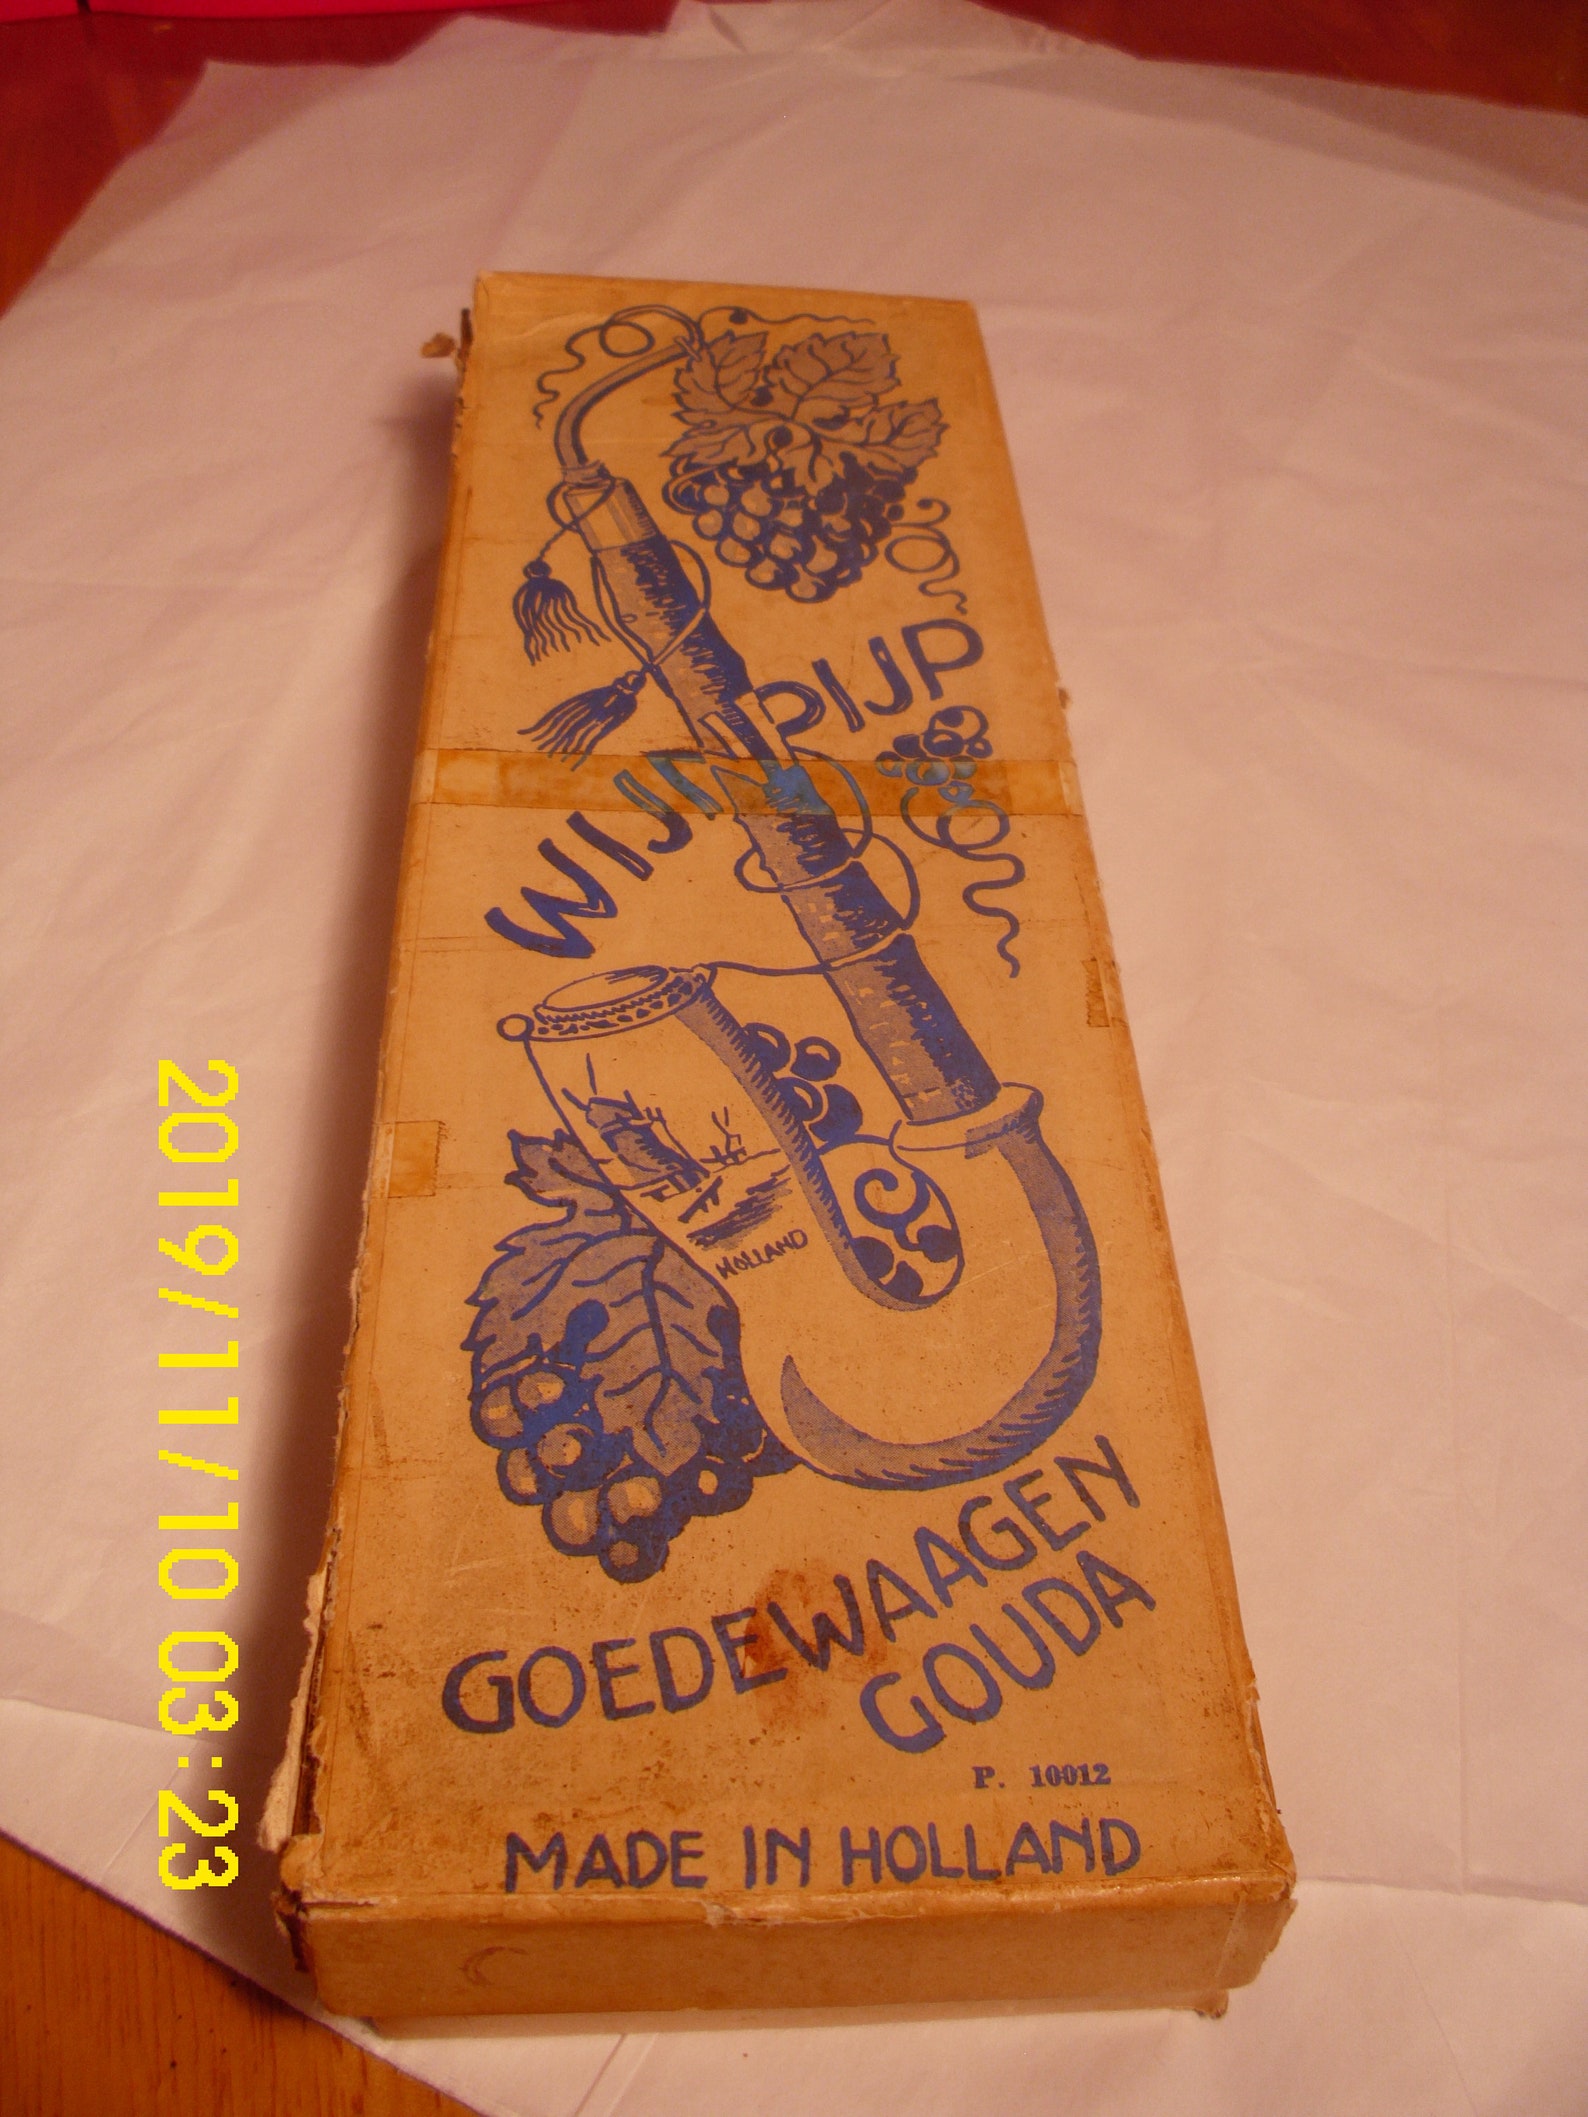 WIJNPIJP
HOLLAND
GOEDEWAAGEN
GOUDA
P. 10012
MADE IN HOLLAND
2019/11/10 03:23